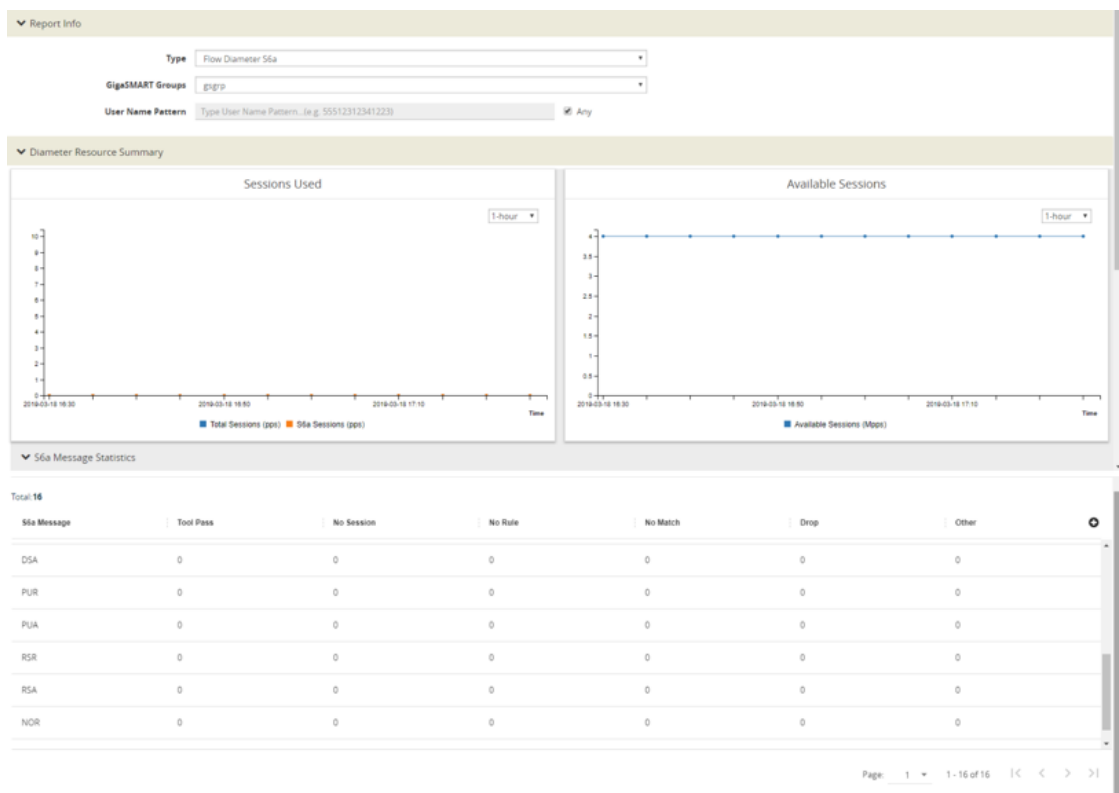 Report Info
Type Flow Diameter S6a
GigaSMART Groups gsgrp
User Name Pattern Type User Name Pattern...(e.g. 55512312341223) Any
Diameter Resource Summary
Sessions Used
1-hour
10
9
8
7
6
5
4
3
2
1
0
2019-03-18 16:30 2019-03-18 16:50 2019-03-18 17:10
Time
Total Sessions (pps) S6a Sessions (pps)
Available Sessions
1-hour
4
3.5
3
2.5
2
1.5
1
0.5
0
2019-03-18 16:30 2019-03-18 16:50 2019-03-18 17:10
Time
Available Sessions (Mpps)
S6a Message Statistics
Total: 16
S6a Message Tool Pass No Session No Rule No Match Drop Other
DSA 0 0 0 0 0 0
PUR 0 0 0 0 0 0
PUA 0 0 0 0 0 0
RSR 0 0 0 0 0 0
RSA 0 0 0 0 0 0
NOR 0 0 0 0 0 0
Page: 1 1 - 16 of 16